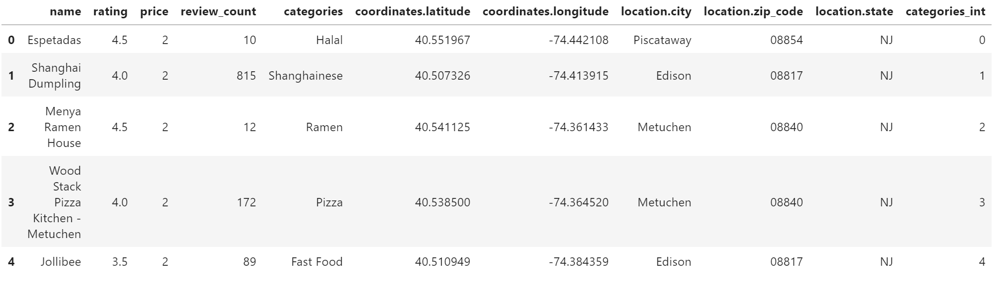 name rating price review_count categories coordinates.latitude coordinates.longitude location.city location.zip_code location.state categories_int
0 Espetadas 4.5 2 10 Halal 40.551967 -74.442108 Piscataway 08854 NJ 0
Shanghai
1 4.0 2 815 Shanghainese 40.507326 -74.413915 Edison 08817 NJ 1
Dumpling
Menya
2 Ramen 4.5 2 12 Ramen 40.541125 -74.361433 Metuchen 08840 NJ 2
House
Wood
Stack
3 Pizza 4.0 2 172 Pizza 40.538500 -74.364520 Metuchen 08840 NJ 3
Kitchen -
Metuchen
4 Jollibee 3.5 2 89 Fast Food 40.510949 -74.384359 Edison 08817 NJ 4